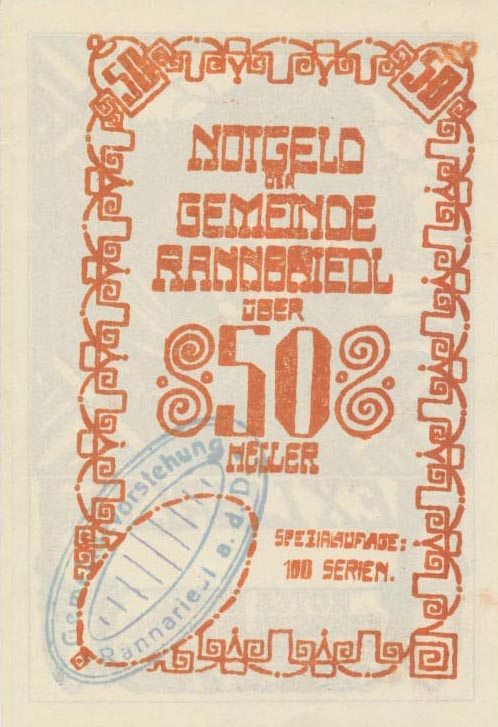 50 50
NOTGELD
DER
GEMEINDE
RANNARIEDL
ÜBER
50
HELLER
SPEZIALAUFLAGE:
100 SERIEN.
Vorstehung
Rannariedl a. d. D.